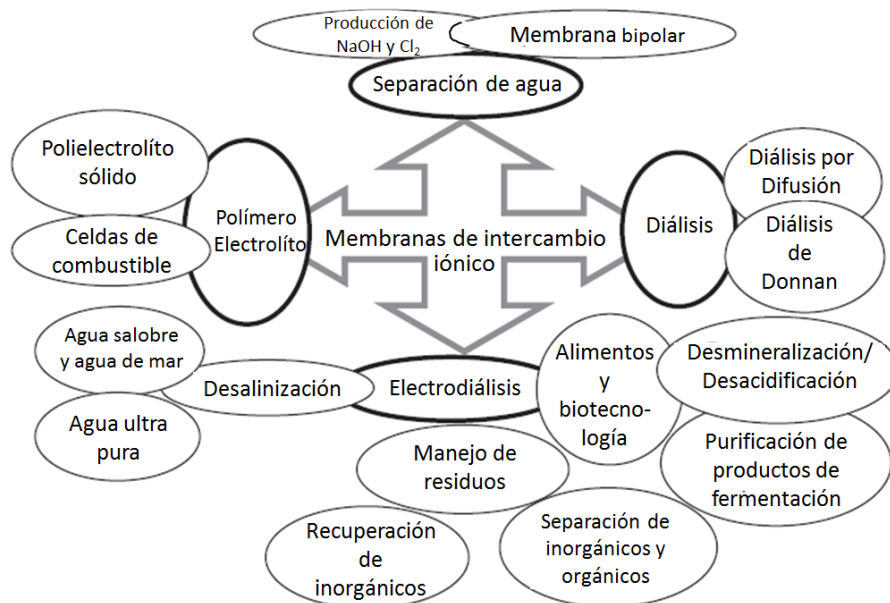 Producción de
NaOH y Cl₂
Membrana bipolar
Separación de agua
Polielectrolíto
sólido
Celdas de
combustible
Polímero
Electrolíto
Membranas de intercambio
iónico
Diálisis
Diálisis por
Difusión
Diálisis
de
Donnan
Agua salobre
y agua de mar
Agua ultra
pura
Desalinización
Electrodiálisis
Alimentos
y
biotecno-
logía
Desmineralización/
Desacidificación
Purificación de
productos de
fermentación
Manejo de
residuos
Recuperación
de
inorgánicos
Separación de
inorgánicos y
orgánicos